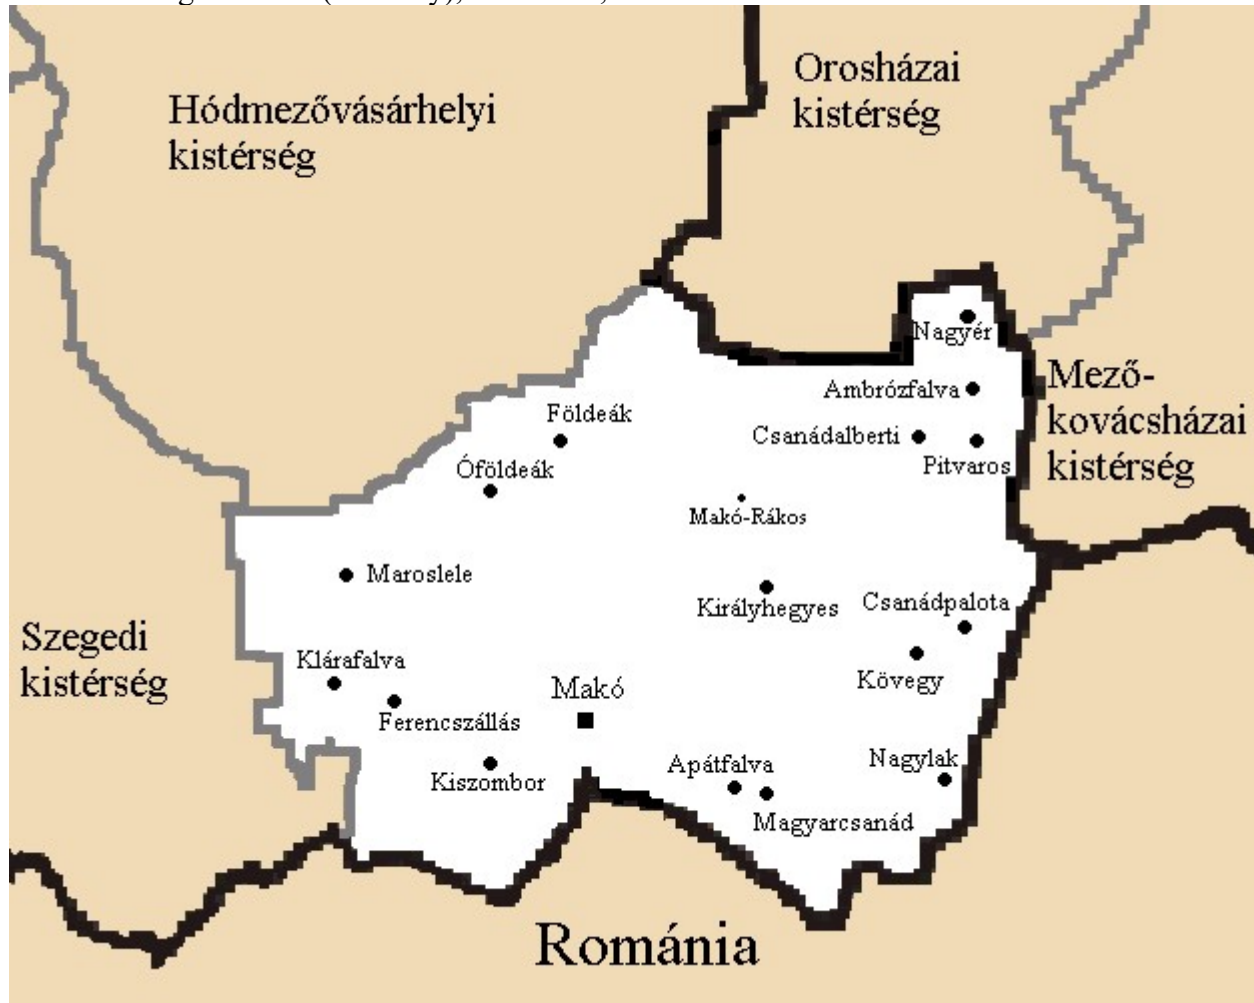 Hódmezővásárhelyi
kistérség
Orosházai
kistérség
Nagyér
Mező-
kovácsházai
kistérség
Ambrózfalva
Földeák
Csanádalberti
Pitvaros
Óföldeák
Makó-Rákos
Maroslele
Királyhegyes
Csanádpalota
Szegedi
kistérség
Klárafalva
Kövegy
Makó
Ferencszállás
Kiszombor
Apátfalva
Nagylak
Magyarcsanád
Románia